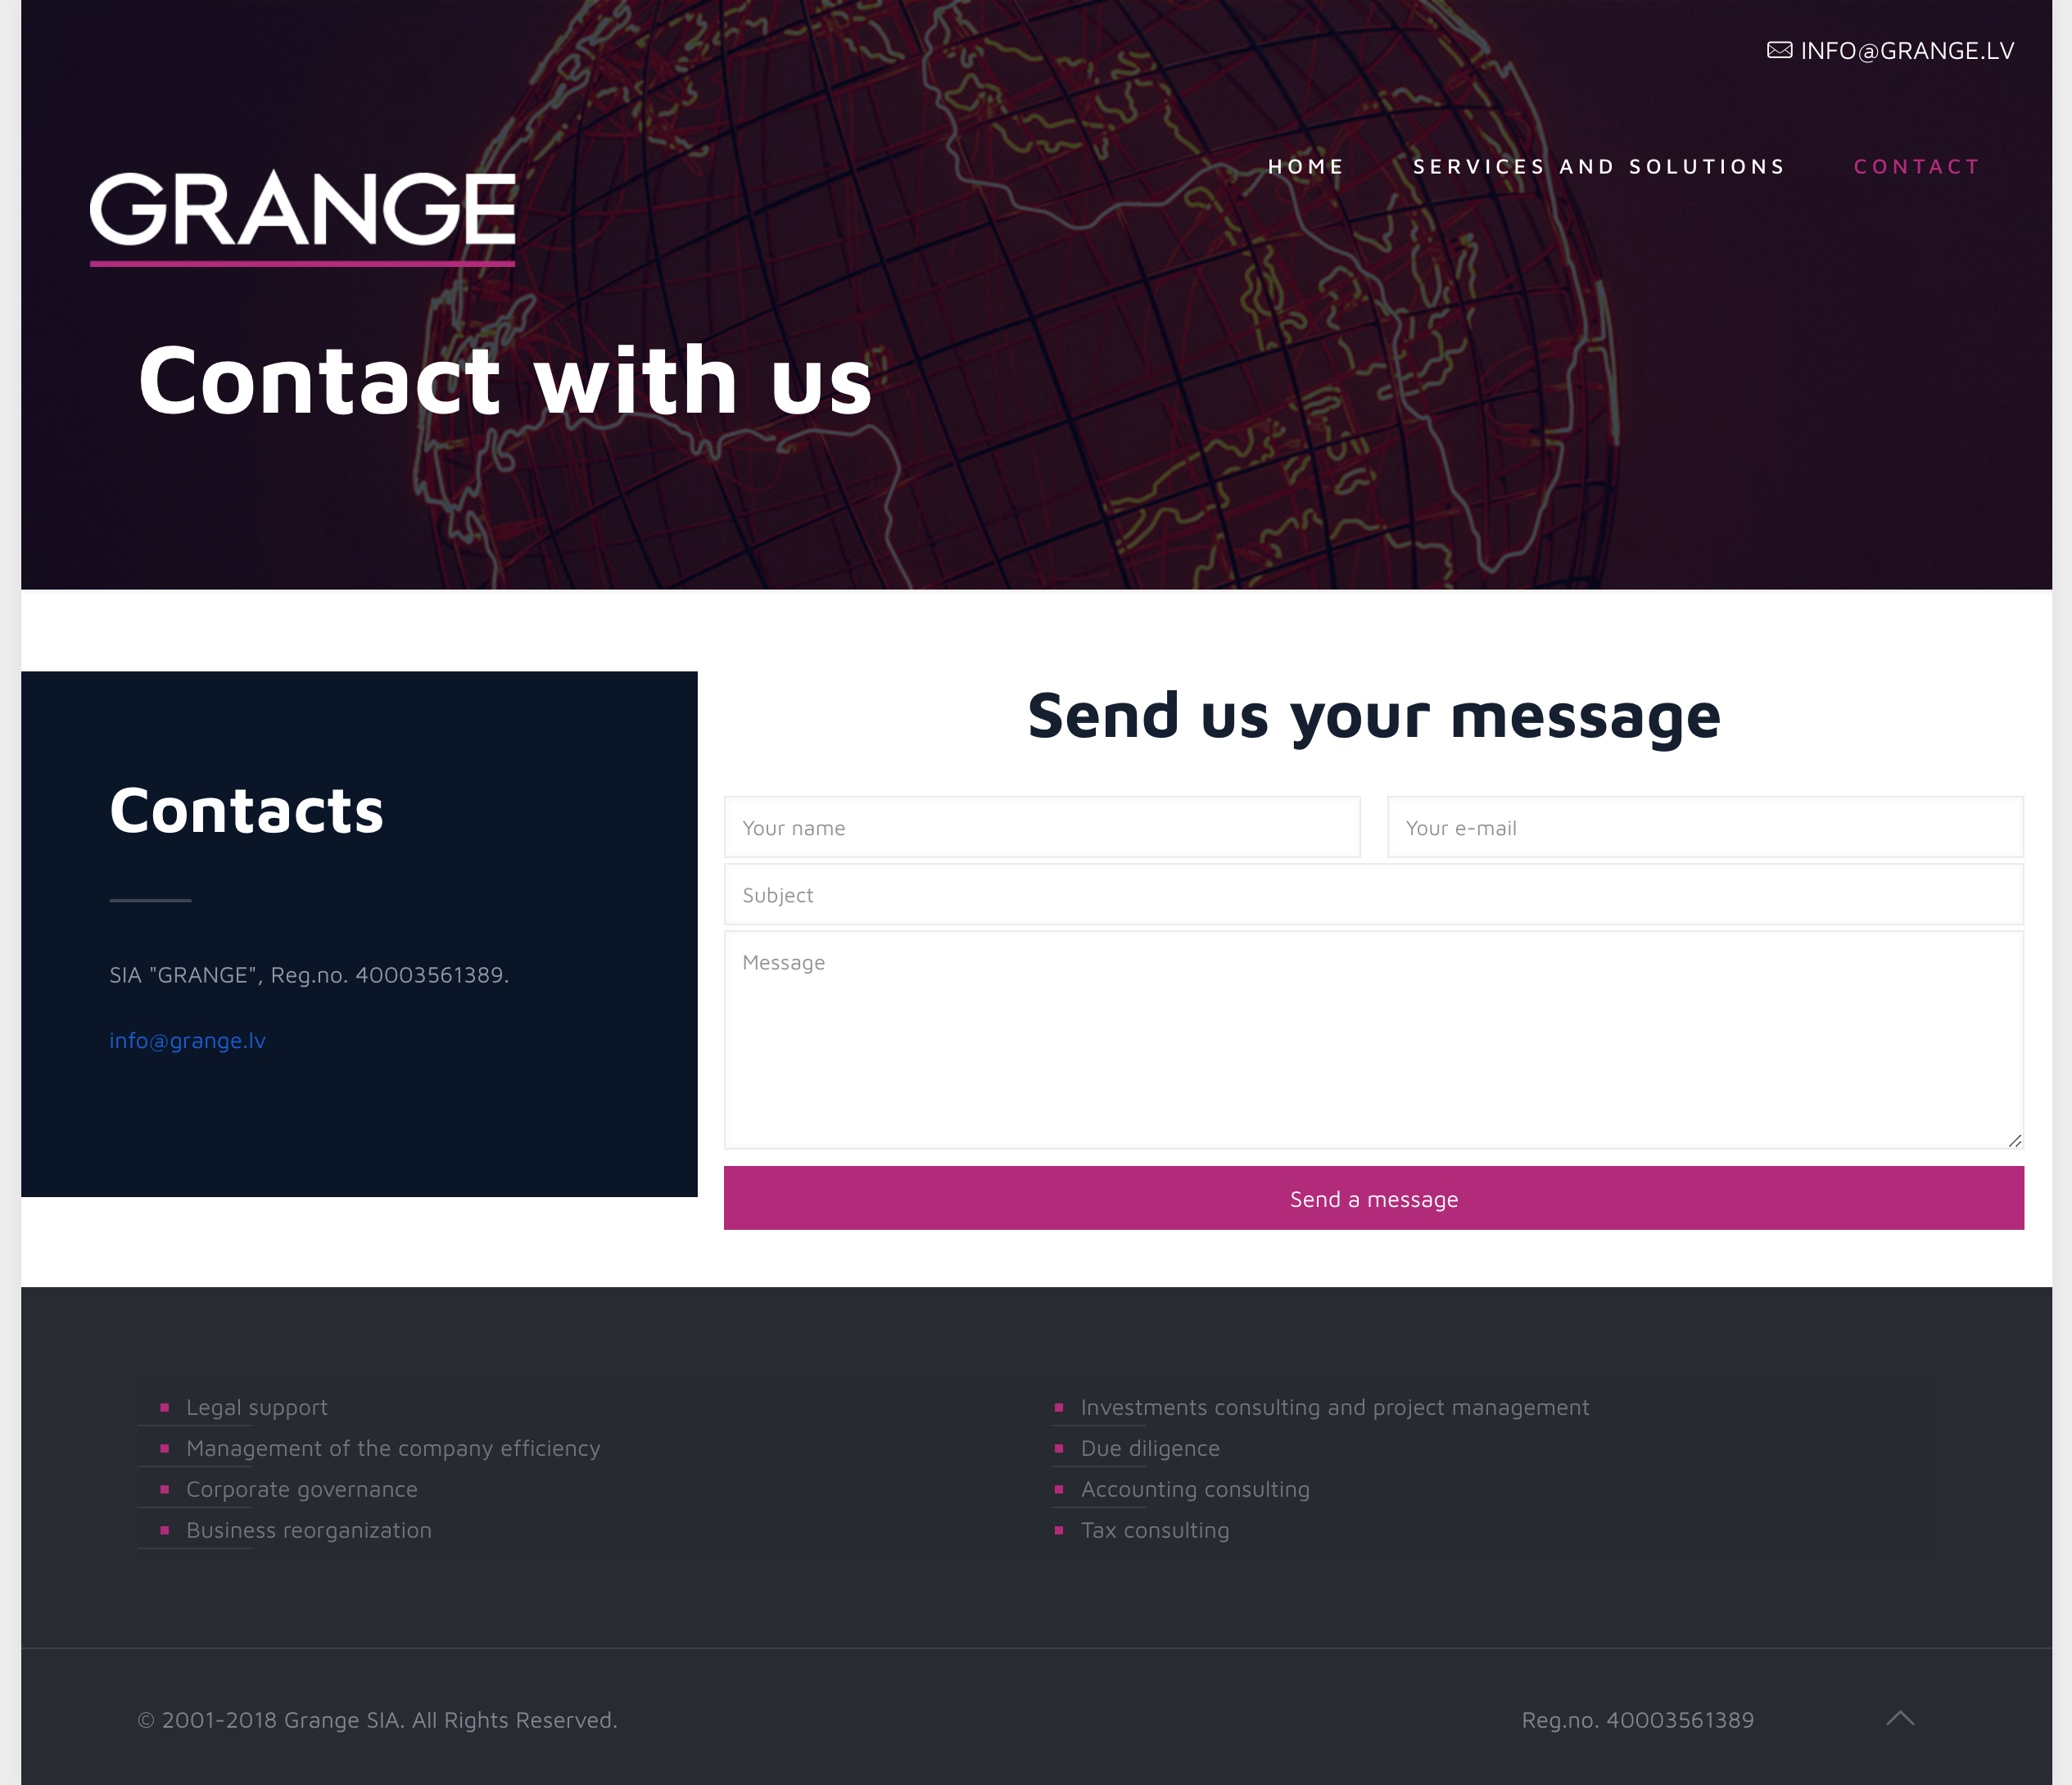 INFO@GRANGE.LV
HOME SERVICES AND SOLUTIONS CONTACT
GRANGE
Contact with us
Contacts
SIA "GRANGE", Reg.no. 40003561389.
info@grange.lv
Send us your message
Your name
Your e-mail
Subject
Message
Send a message
Legal support
Management of the company efficiency
Corporate governance
Business reorganization
Investments consulting and project management
Due diligence
Accounting consulting
Tax consulting
© 2001-2018 Grange SIA. All Rights Reserved.
Reg.no. 40003561389